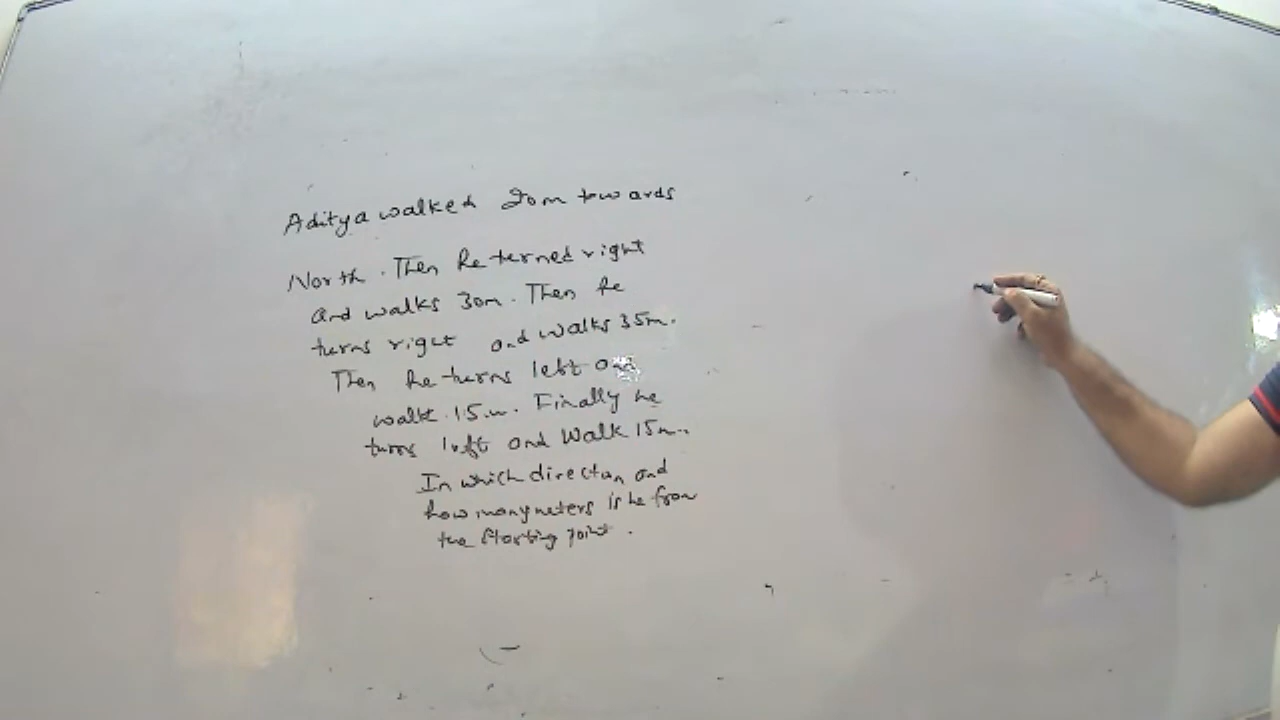 Aditya walked 20m towards
North. Then he terned right
and walks 30m. Then he
turns right and walks 35m.
Then he turns left and
walk 15m. Finally he
turns left and Walk 15m.
In which direction and
how many meters is he from
the starting point.